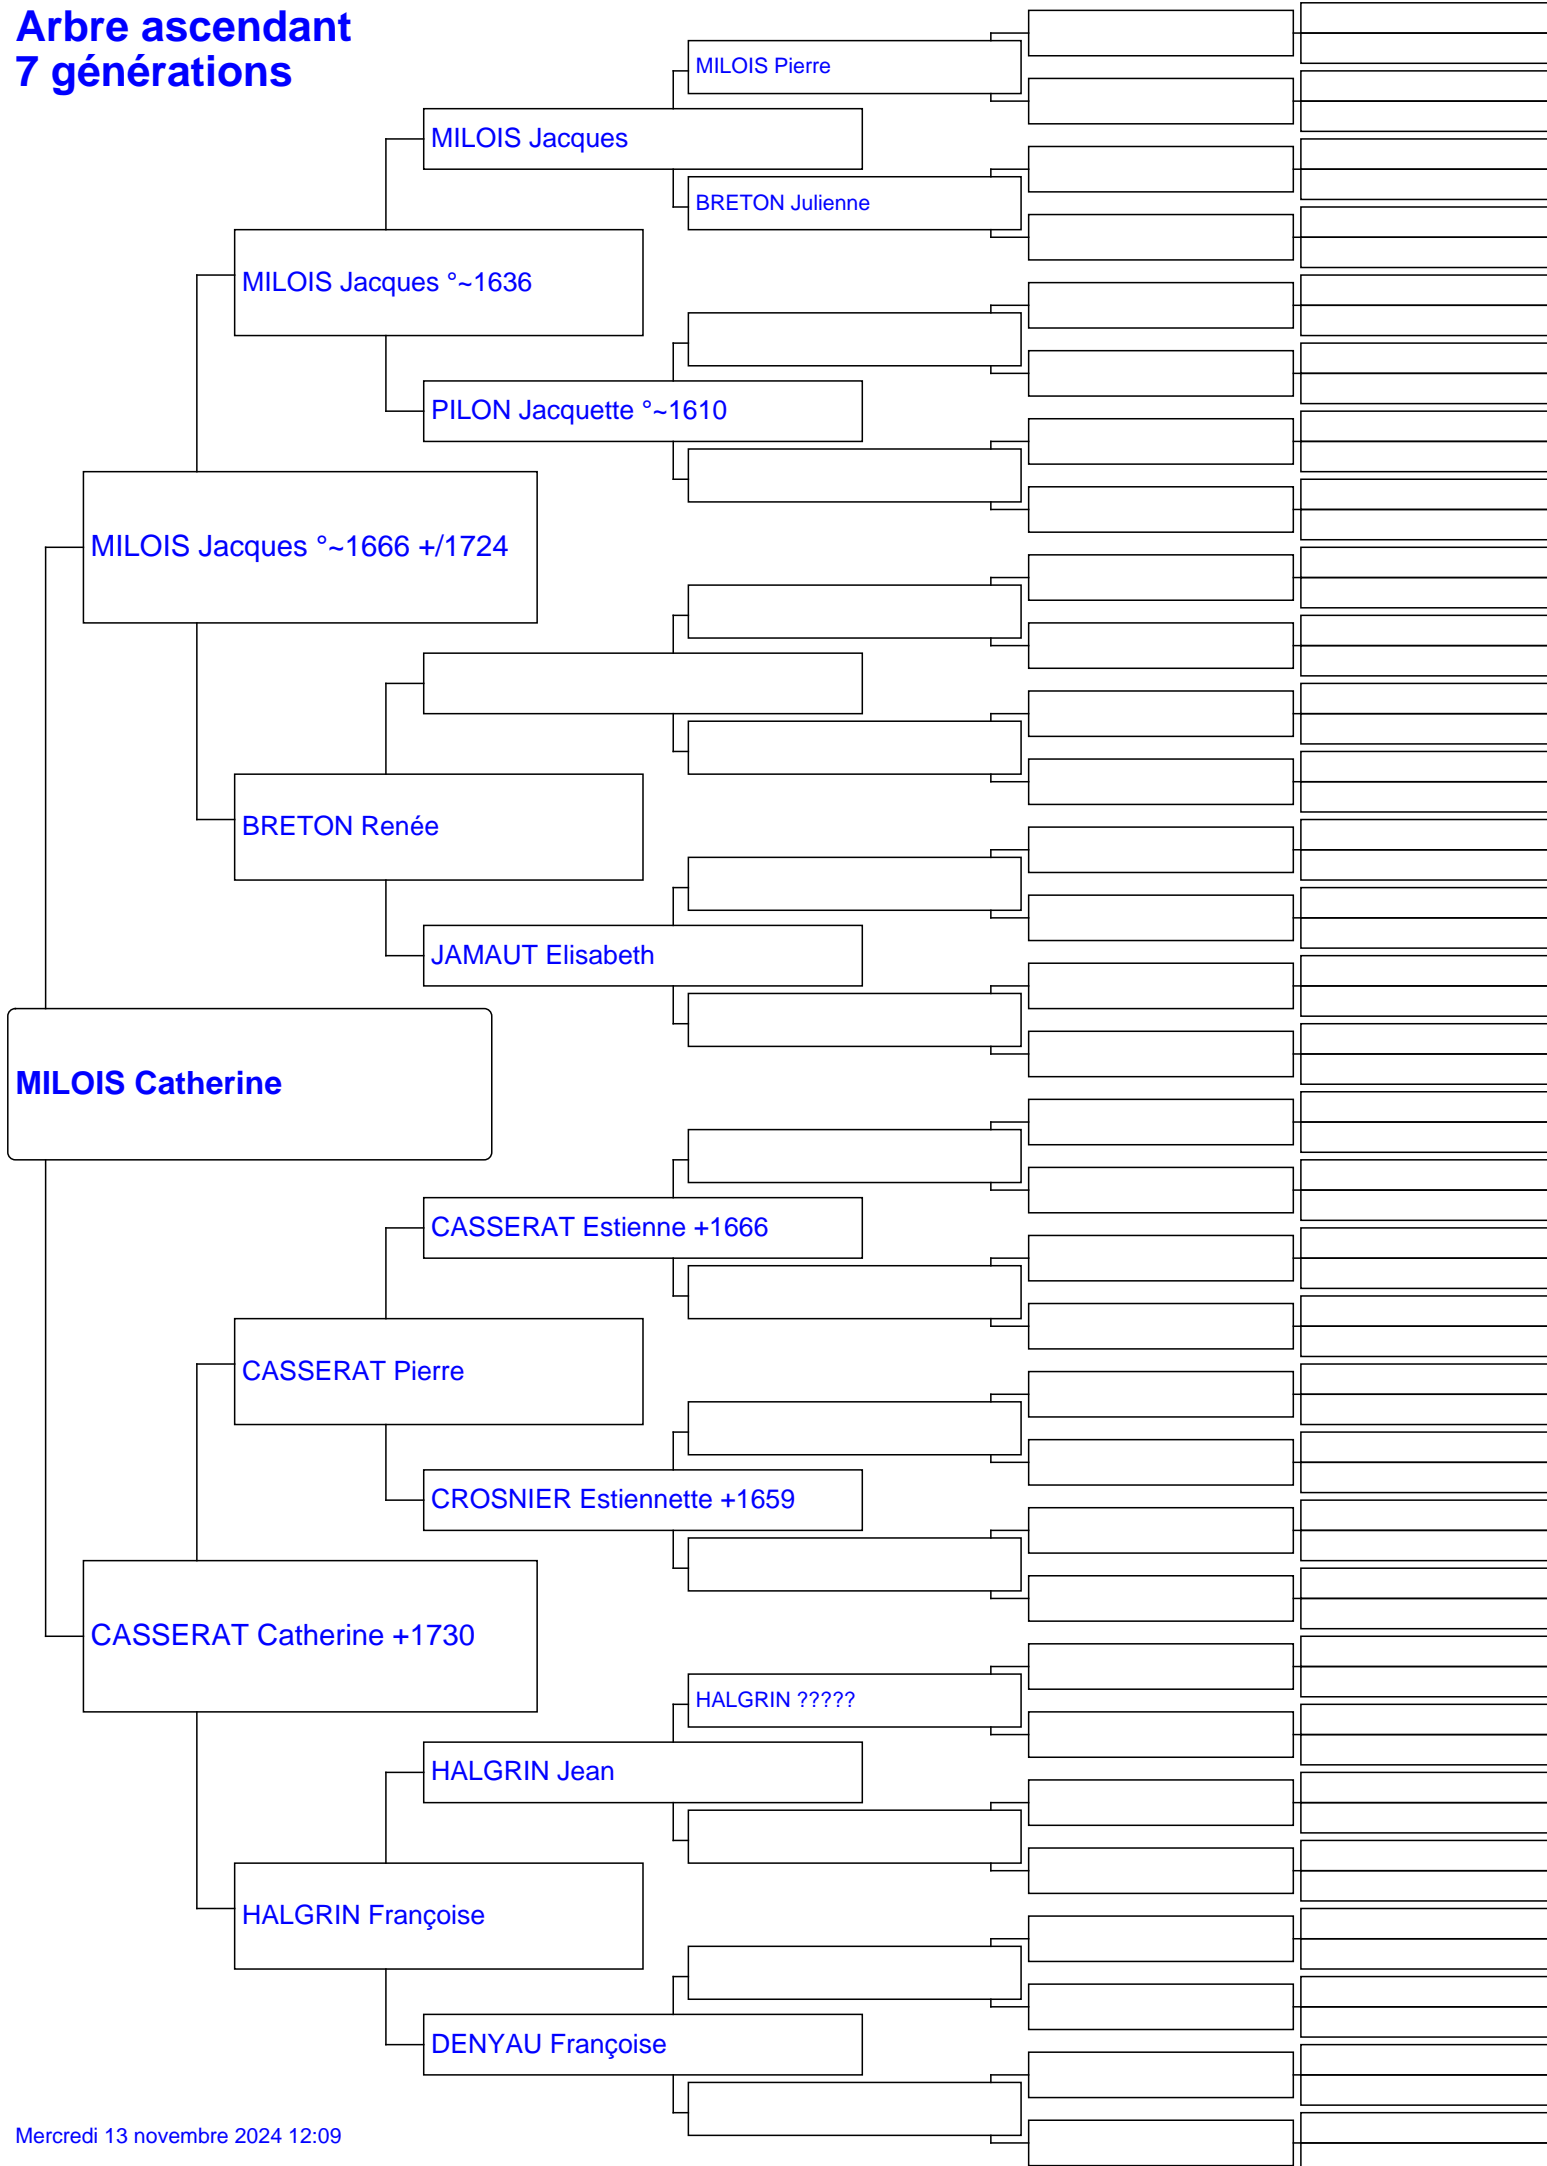 Arbre ascendant
7 générations
MILOIS Pierre
MILOIS Jacques
BRETON Julienne
MILOIS Jacques °~1636
PILON Jacquette °~1610
MILOIS Jacques °~1666 +/1724
BRETON Renée
JAMAUT Elisabeth
MILOIS Catherine
CASSERAT Estienne +1666
CASSERAT Pierre
CROSNIER Estiennette +1659
CASSERAT Catherine +1730
HALGRIN ?????
HALGRIN Jean
HALGRIN Françoise
DENYAU Françoise
Mercredi 13 novembre 2024 12:09